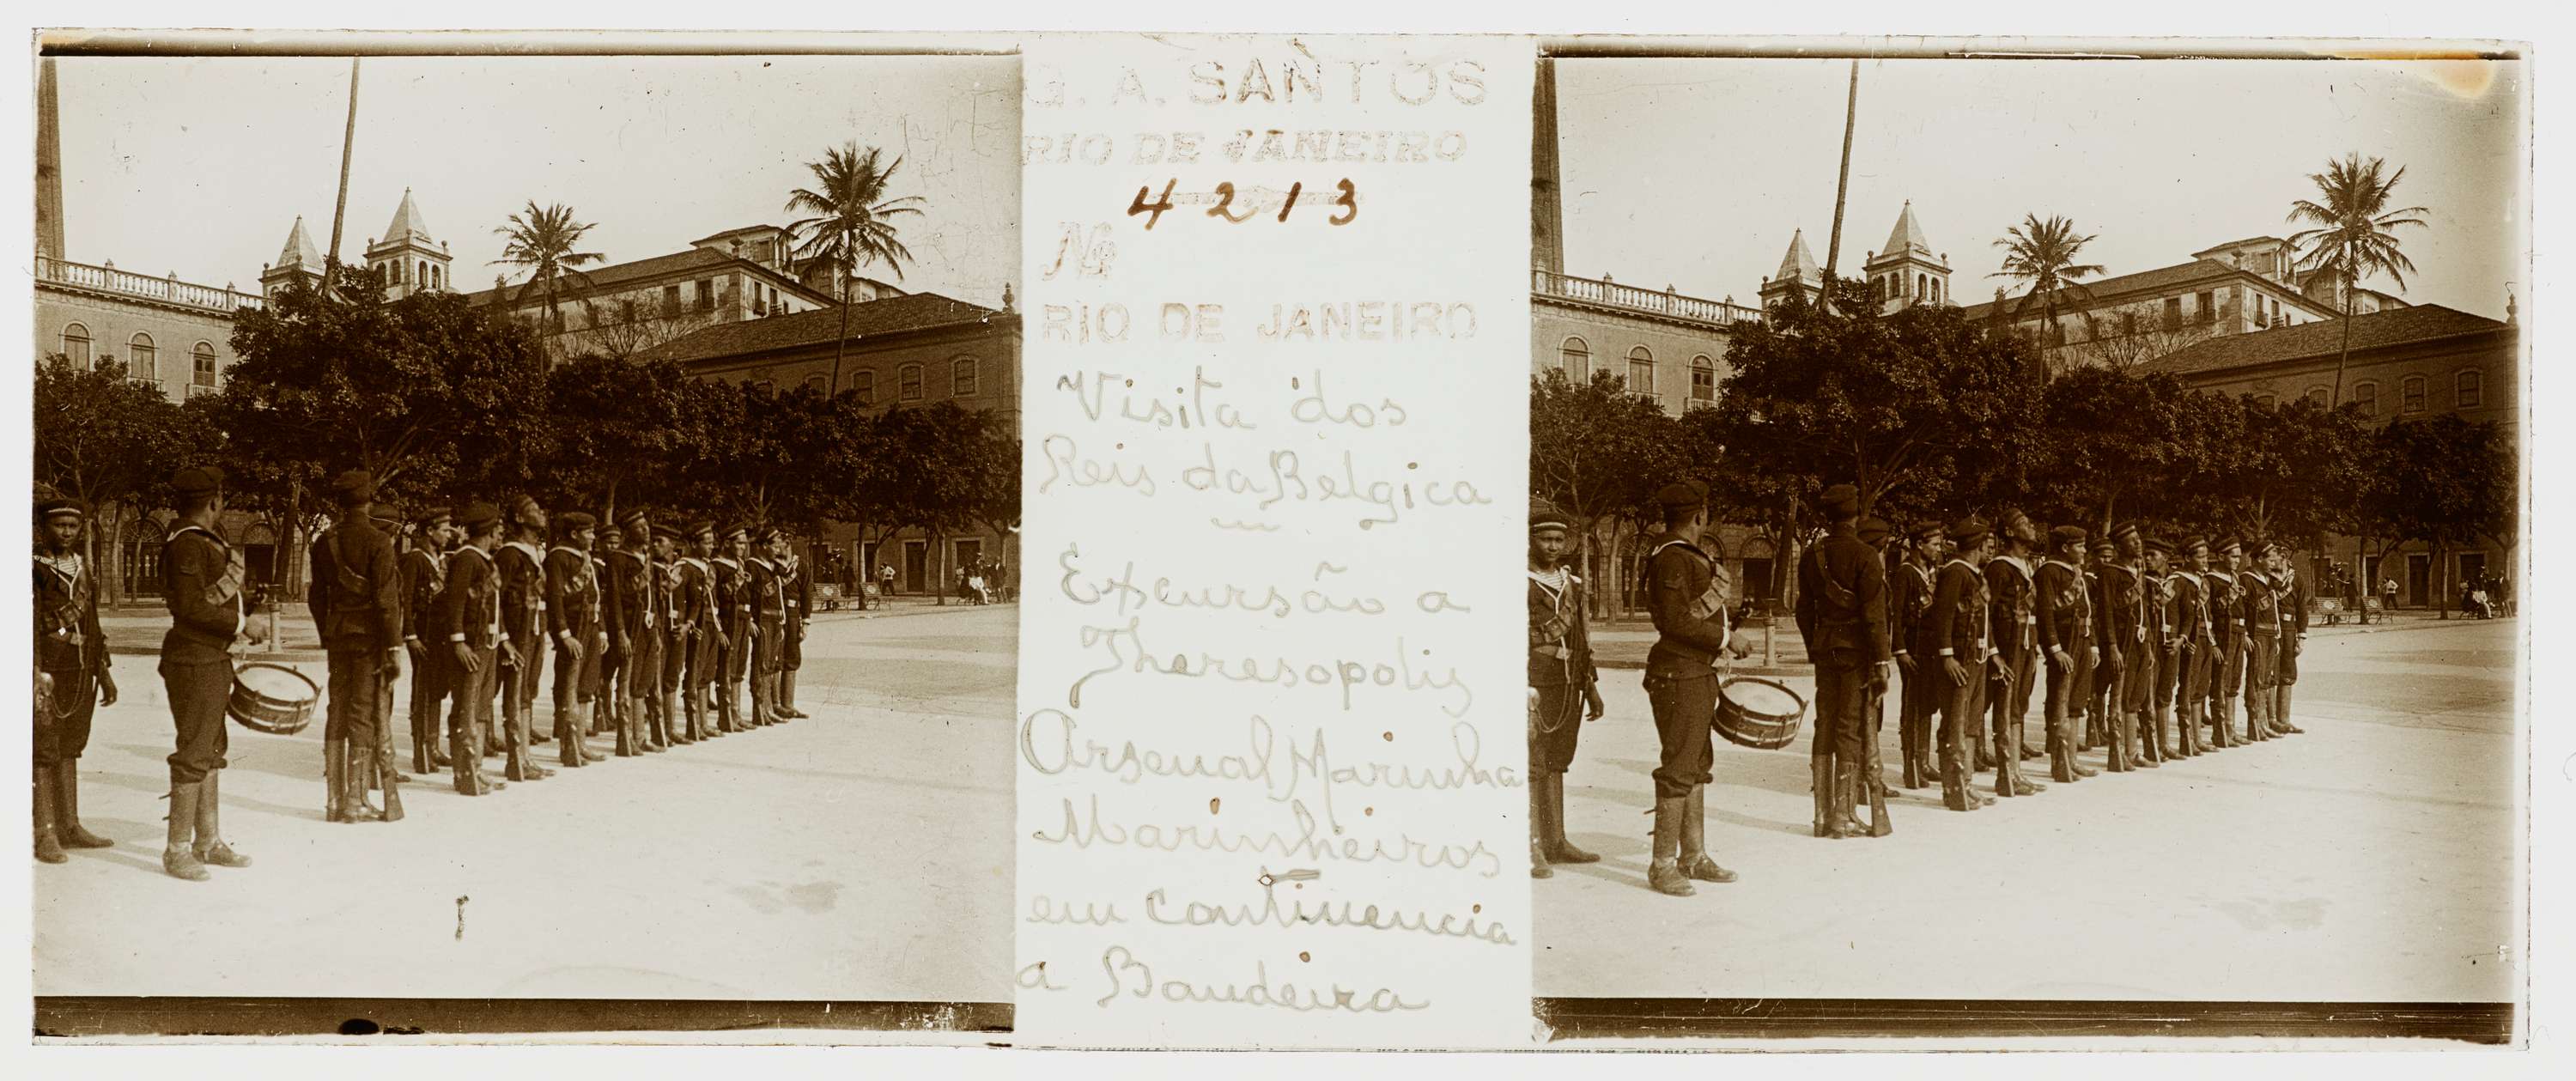 G. A. SANTOS
RIO DE JANEIRO
4213
No
RIO DE JANEIRO
Visita dos
Reis da Belgica
Excursão a
Theresopolis
Arsenal Marinha
Marinheiros
em continencia
a Bandeira